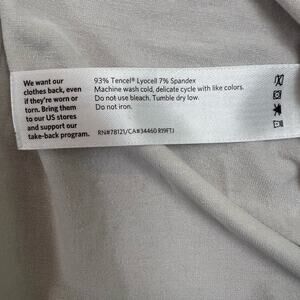 We want our
clothes back, even
if they're worn or
torn. Bring them
to our US stores
and support our
take-back program.
93% Tencel® Lyocell 7% Spandex
Machine wash cold, delicate cycle with like colors.
Do not use bleach. Tumble dry low.
Do not iron.
RN#78121/CA#34460 R19FTJ